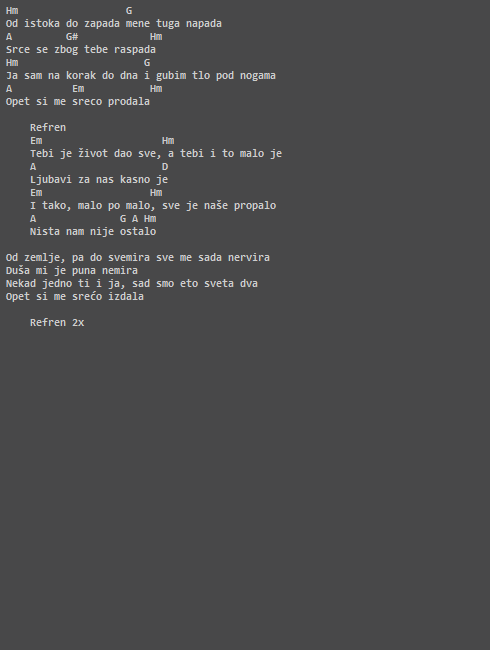 Hm                  G
Od istoka do zapada mene tuga napada
A         G#            Hm
Srce se zbog tebe raspada
Hm                     G
Ja sam na korak do dna i gubim tlo pod nogama
A          Em           Hm
Opet si me sreco prodala

    Refren
    Em                    Hm
    Tebi je život dao sve, a tebi i to malo je
    A                     D
    Ljubavi za nas kasno je
    Em                  Hm
    I tako, malo po malo, sve je naše propalo
    A              G A Hm
    Nista nam nije ostalo

Od zemlje, pa do svemira sve me sada nervira
Duša mi je puna nemira
Nekad jedno ti i ja, sad smo eto sveta dva
Opet si me srećo izdala

    Refren 2x